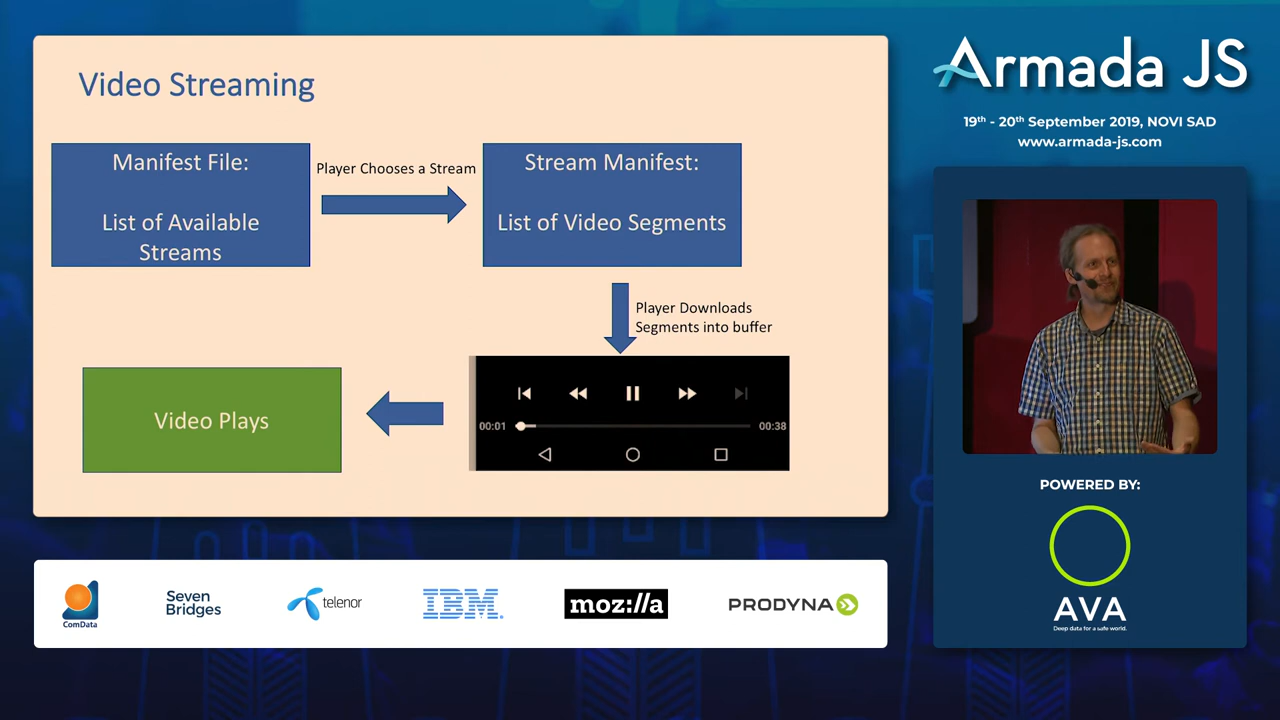 Video Streaming
Manifest File:
List of Available
Streams
Player Chooses a Stream
Stream Manifest:
List of Video Segments
Player Downloads
Segments into buffer
00:01
00:38
Video Plays
Armada JS
19th - 20th September 2019, NOVI SAD
www.armada-js.com
POWERED BY:
AVA
Deep data for a safe world.
ComData
Seven
Bridges
telenor
IBM
moz://a
PRODYNA